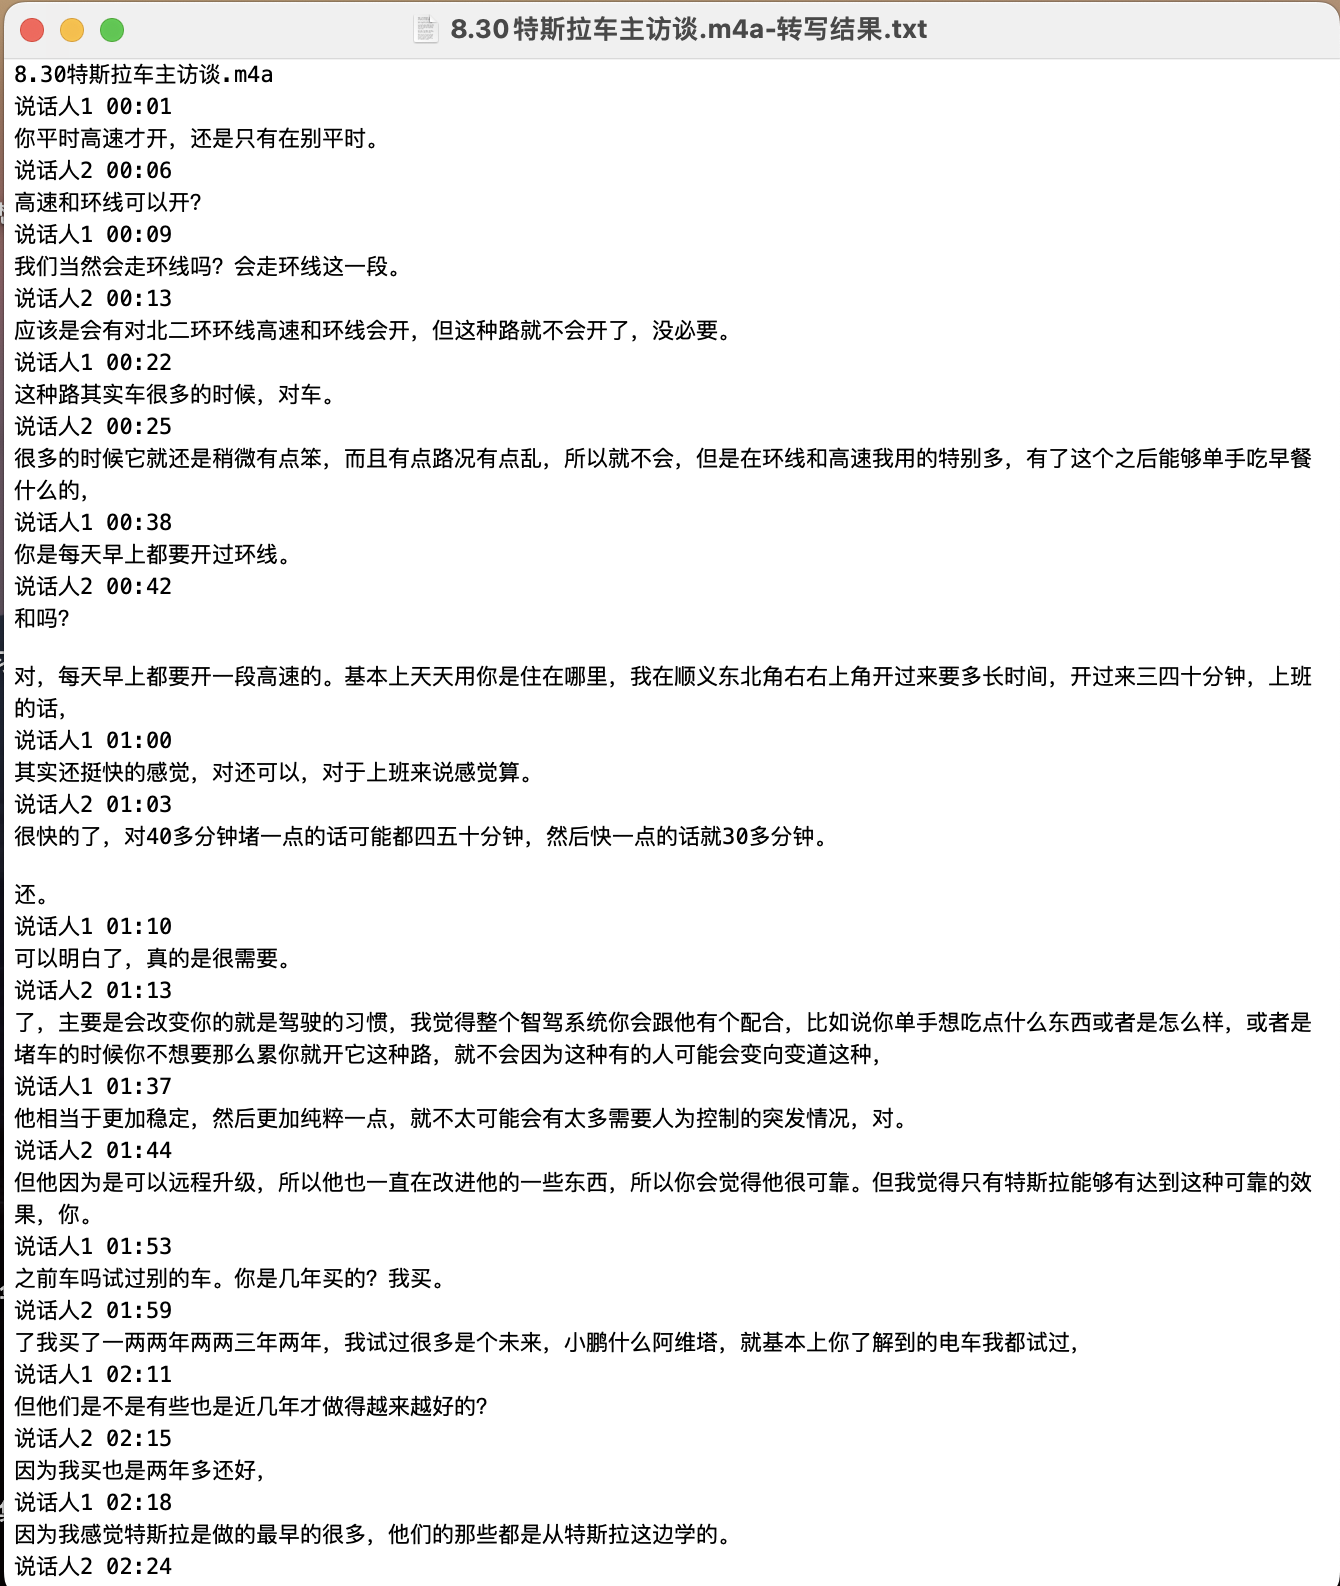 8.30特斯拉车主访谈.m4a-转写结果.txt
8.30特斯拉车主访谈.m4a
说话人1 00:01
你平时高速才开，还是只有在别平时。
说话人2 00:06
高速和环线可以开？
说话人1 00:09
我们当然会走环线吗？会走环线这一段。
说话人2 00:13
应该是会有对北二环环线高速和环线会开，但这种路就不会开了，没必要。
说话人1 00:22
这种路其实车很多的时候，对车。
说话人2 00:25
很多的时候它就还是稍微有点笨，而且有点路况有点乱，所以就不会，但是在环线和高速我用的特别多，有了这个之后能够单手吃早餐
什么的，
说话人1 00:38
你是每天早上都要开过环线。
说话人2 00:42
和吗？
对，每天早上都要开一段高速的。基本上天天用你是住在哪里，我在顺义东北角右右上角开过来要多长时间，开过来三四十分钟，上班
的话，
说话人1 01:00
其实还挺快的感觉，对还可以，对于上班来说感觉算。
说话人2 01:03
很快的了，对40多分钟堵一点的话可能都四五十分钟，然后快一点的话就30多分钟。
还。
说话人1 01:10
可以明白了，真的是很需要。
说话人2 01:13
了，主要是会改变你的就是驾驶的习惯，我觉得整个智驾系统你会跟他有个配合，比如说你单手想吃点什么东西或者是怎么样，或者是
堵车的时候你不想要那么累你就开它这种路，就不会因为这种有的人可能会变向变道这种，
说话人1 01:37
他相当于更加稳定，然后更加纯粹一点，就不太可能会有太多需要人为控制的突发情况，对。
说话人2 01:44
但他因为是可以远程升级，所以他也一直在改进他的一些东西，所以你会觉得他很可靠。但我觉得只有特斯拉能够有达到这种可靠的效
果，你。
说话人1 01:53
之前车吗试过别的车。你是几年买的？我买。
说话人2 01:59
了我买了一两两年两两三年两年，我试过很多是个未来，小鹏什么阿维塔，就基本上你了解到的电车我都试过，
说话人1 02:11
但他们是不是有些也是近几年才做得越来越好的？
说话人2 02:15
因为我买也是两年多还好，
说话人1 02:18
因为我感觉特斯拉是做的最早的很多，他们的那些都是从特斯拉这边学的。
说话人2 02:24